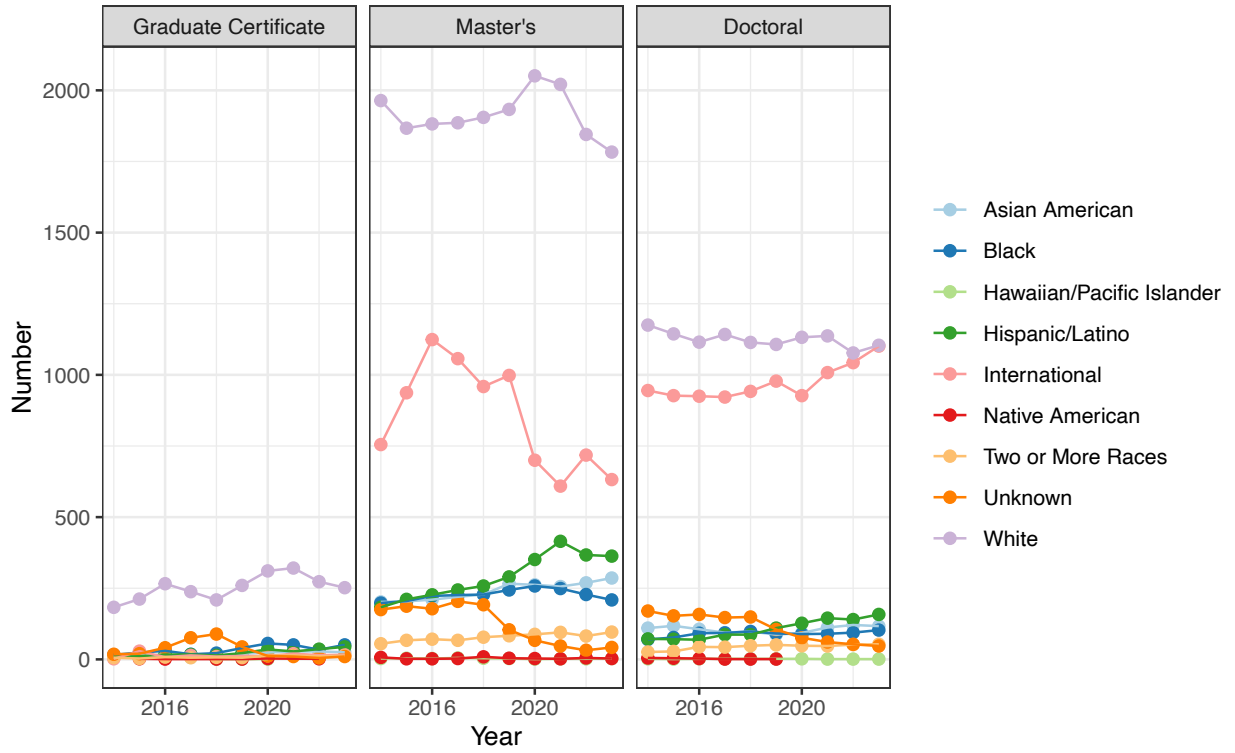 Graduate Certificate Master's Doctoral
2000
1500
1000
500
0
Number
2016 2020 2016 2020 2016 2020
Year
Asian American
Black
Hawaiian/Pacific Islander
Hispanic/Latino
International
Native American
Two or More Races
Unknown
White